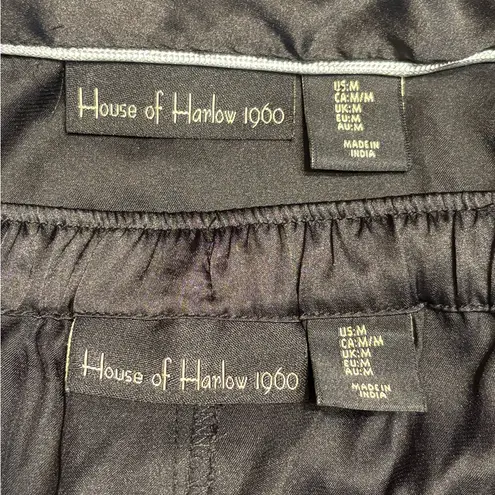 House of Harlow 1960
US:M
CA:M/M
UK:M
EU:M
AU:M
MADE IN
INDIA
House of Harlow 1960
US:M
CA:M/M
UK:M
EU:M
AU:M
MADE IN
INDIA